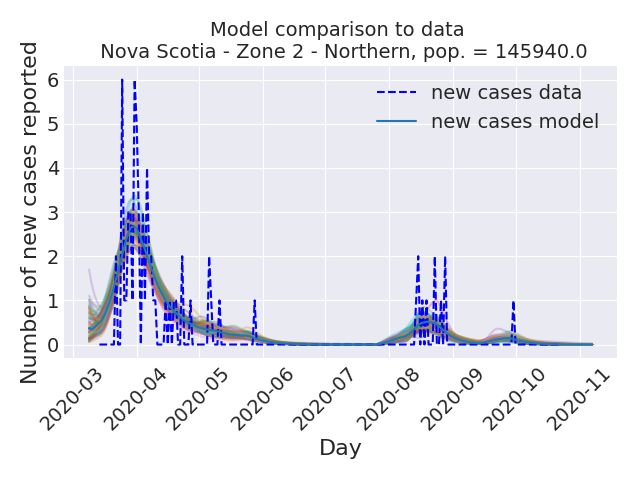 Model comparison to data
Nova Scotia - Zone 2 - Northern, pop. = 145940.0
Number of new cases reported
6
5
4
3
2
1
0
new cases data
new cases model
2020-03
2020-04
2020-05
2020-06
2020-07
2020-08
2020-09
2020-10
2020-11
Day